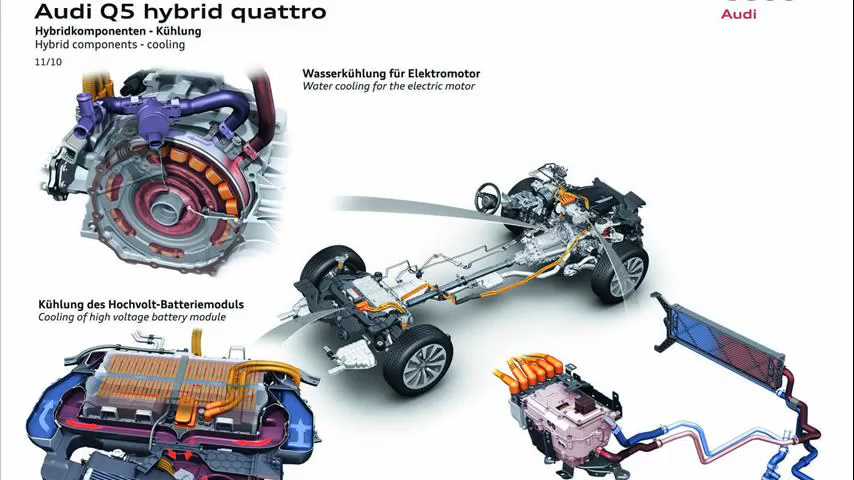 Audi Q5 hybrid quattro
Audi
Hybridkomponenten - Kühlung
Hybrid components - cooling
11/10
Wasserkühlung für Elektromotor
Water cooling for the electric motor
Kühlung des Hochvolt-Batteriemoduls
Cooling of high voltage battery module